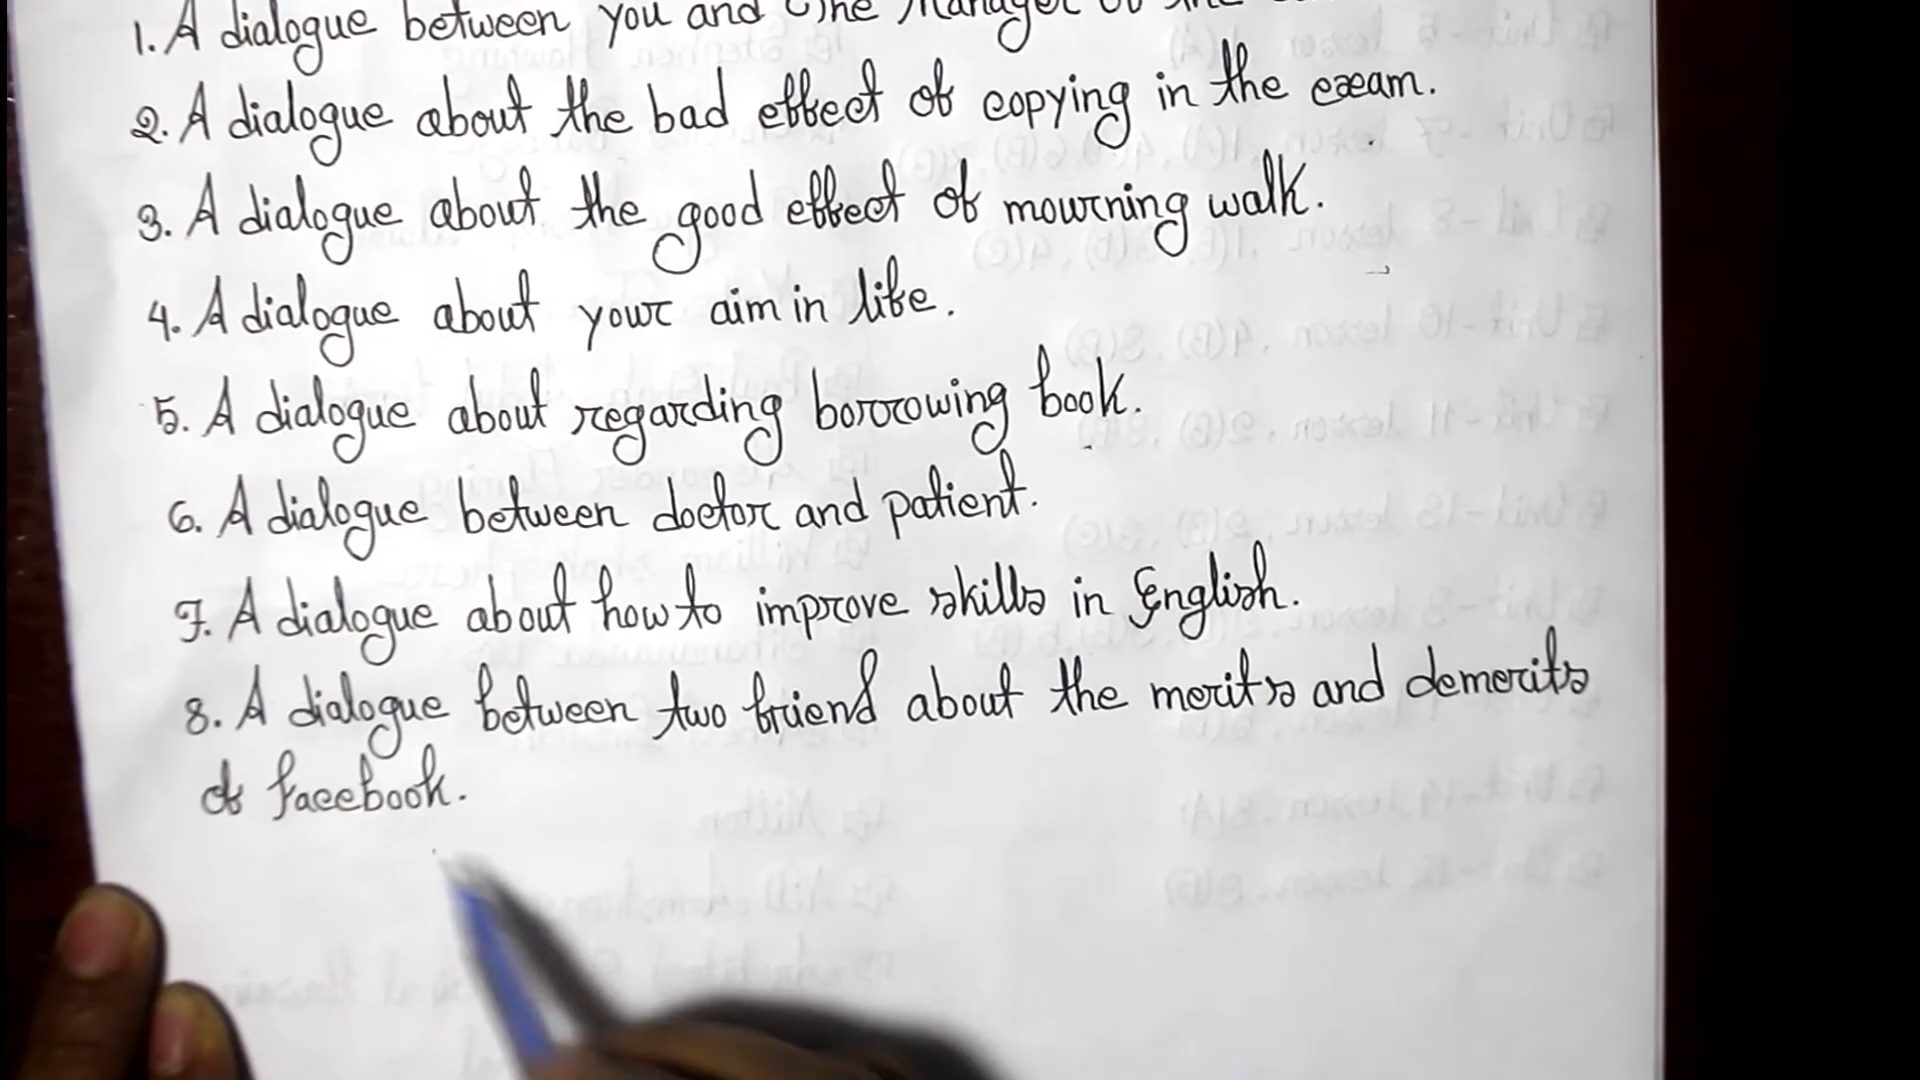 1. A dialogue between you and the Manager of the
2. A dialogue about the bad effect of copying in the exam.
3. A dialogue about the good effect of mourning walk.
4. A dialogue about your aim in life.
5. A dialogue about regarding borrowing book.
6. A dialogue between doctor and patient.
7. A dialogue about how to improve skills in English.
8. A dialogue between two friend about the merits and demerits
of facebook.